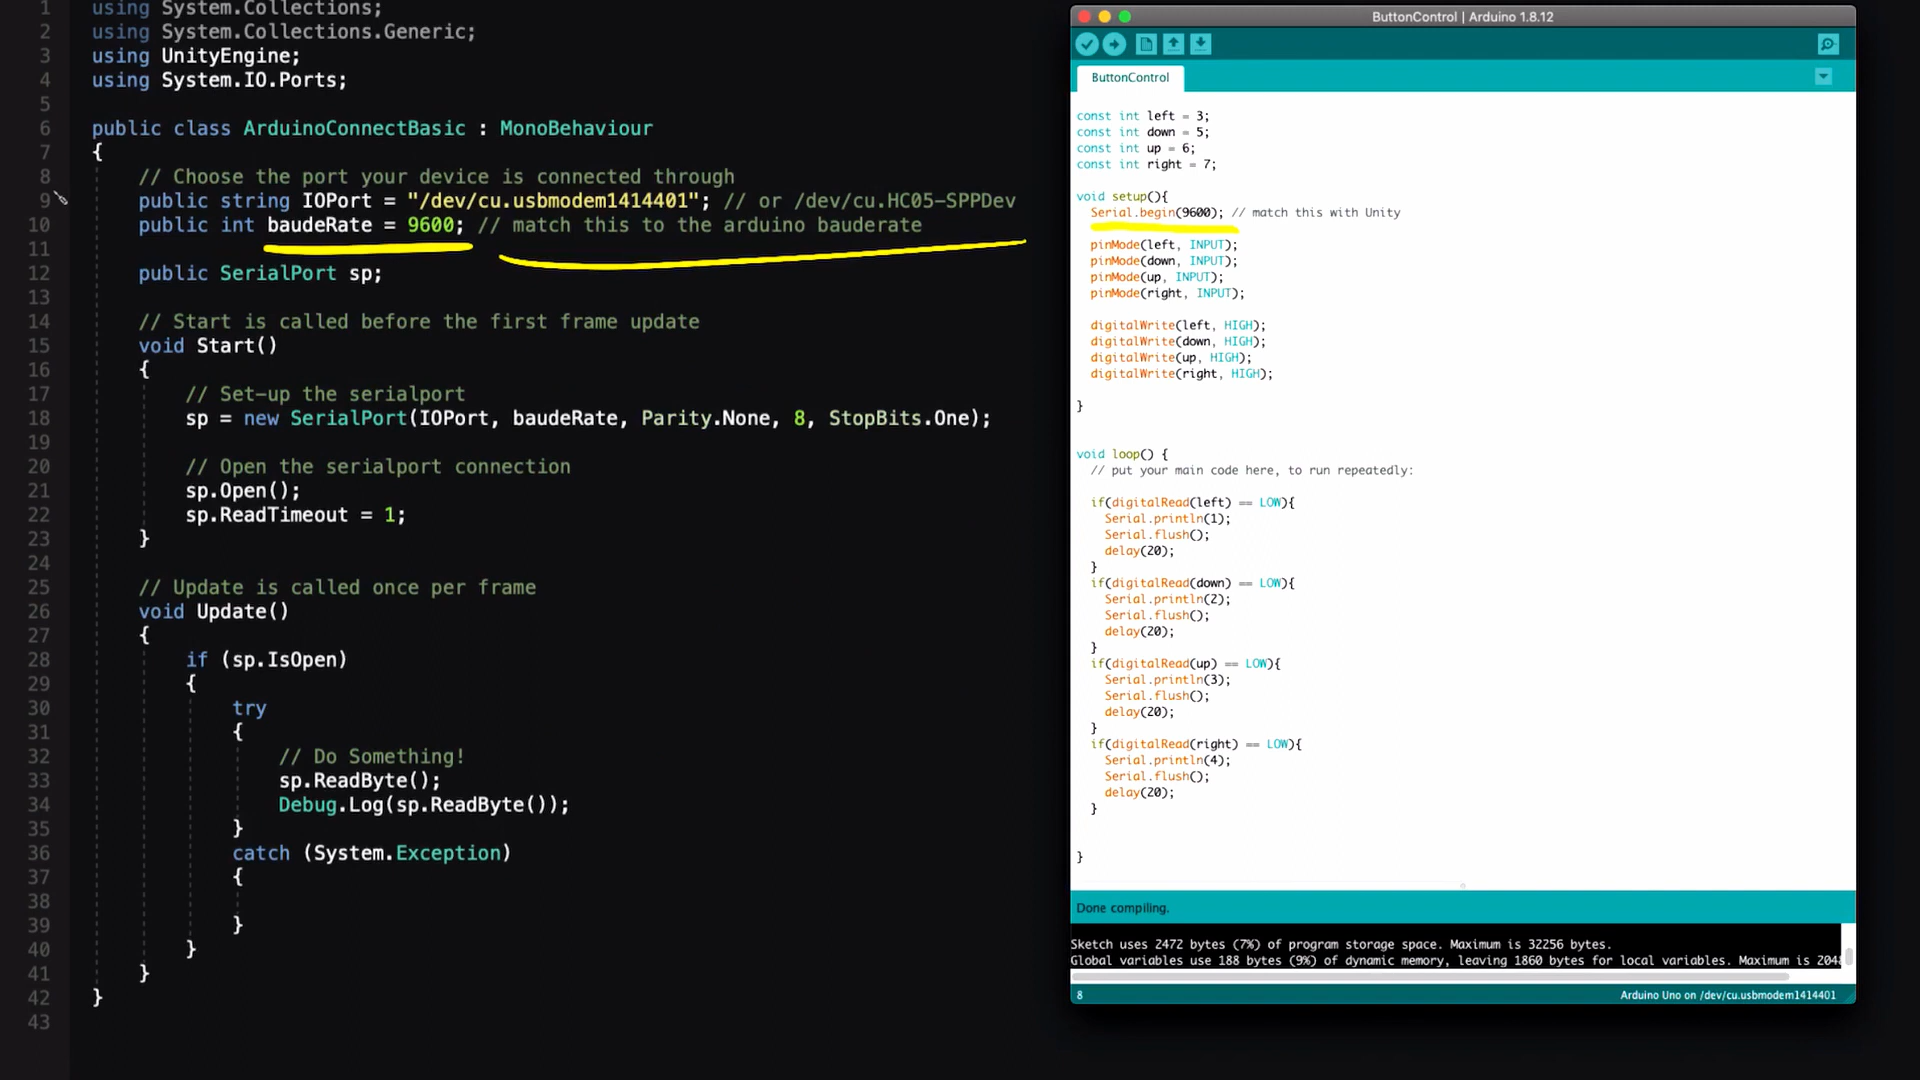 1 using System.Collections;
2 using System.Collections.Generic;
3 using UnityEngine;
4 using System.IO.Ports;
5
6 public class ArduinoConnectBasic : MonoBehaviour
7 {
8 // Choose the port your device is connected through
9 public string IOPort = "/dev/cu.usbmodem1414401"; // or /dev/cu.HC05-SPPDev
10 public int baudeRate = 9600; // match this to the arduino bauderate
11
12 public SerialPort sp;
13
14 // Start is called before the first frame update
15 void Start()
16 {
17 // Set-up the serialport
18 sp = new SerialPort(IOPort, baudeRate, Parity.None, 8, StopBits.One);
19
20 // Open the serialport connection
21 sp.Open();
22 sp.ReadTimeout = 1;
23 }
24
25 // Update is called once per frame
26 void Update()
27 {
28 if (sp.IsOpen)
29 {
30 try
31 {
32 // Do Something!
33 sp.ReadByte();
34 Debug.Log(sp.ReadByte());
35 }
36 catch (System.Exception)
37 {
38
39 }
40 }
41 }
42 }
43
ButtonControl | Arduino 1.8.12
ButtonControl
const int left = 3;
const int down = 5;
const int up = 6;
const int right = 7;
void setup(){
Serial.begin(9600); // match this with Unity
pinMode(left, INPUT);
pinMode(down, INPUT);
pinMode(up, INPUT);
pinMode(right, INPUT);
digitalWrite(left, HIGH);
digitalWrite(down, HIGH);
digitalWrite(up, HIGH);
digitalWrite(right, HIGH);
}
void loop() {
// put your main code here, to run repeatedly:
if(digitalRead(left) == LOW){
Serial.println(1);
Serial.flush();
delay(20);
}
if(digitalRead(down) == LOW){
Serial.println(2);
Serial.flush();
delay(20);
}
if(digitalRead(up) == LOW){
Serial.println(3);
Serial.flush();
delay(20);
}
if(digitalRead(right) == LOW){
Serial.println(4);
Serial.flush();
delay(20);
}
}
Done compiling.
Sketch uses 2472 bytes (7%) of program storage space. Maximum is 32256 bytes.
Global variables use 188 bytes (9%) of dynamic memory, leaving 1860 bytes for local variables. Maximum is 2048
8
Arduino Uno on /dev/cu.usbmodem1414401